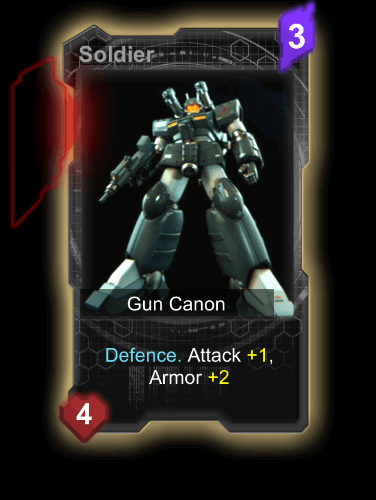 Soldier
3
Gun Canon
Defence. Attack +1,
Armor +2
4